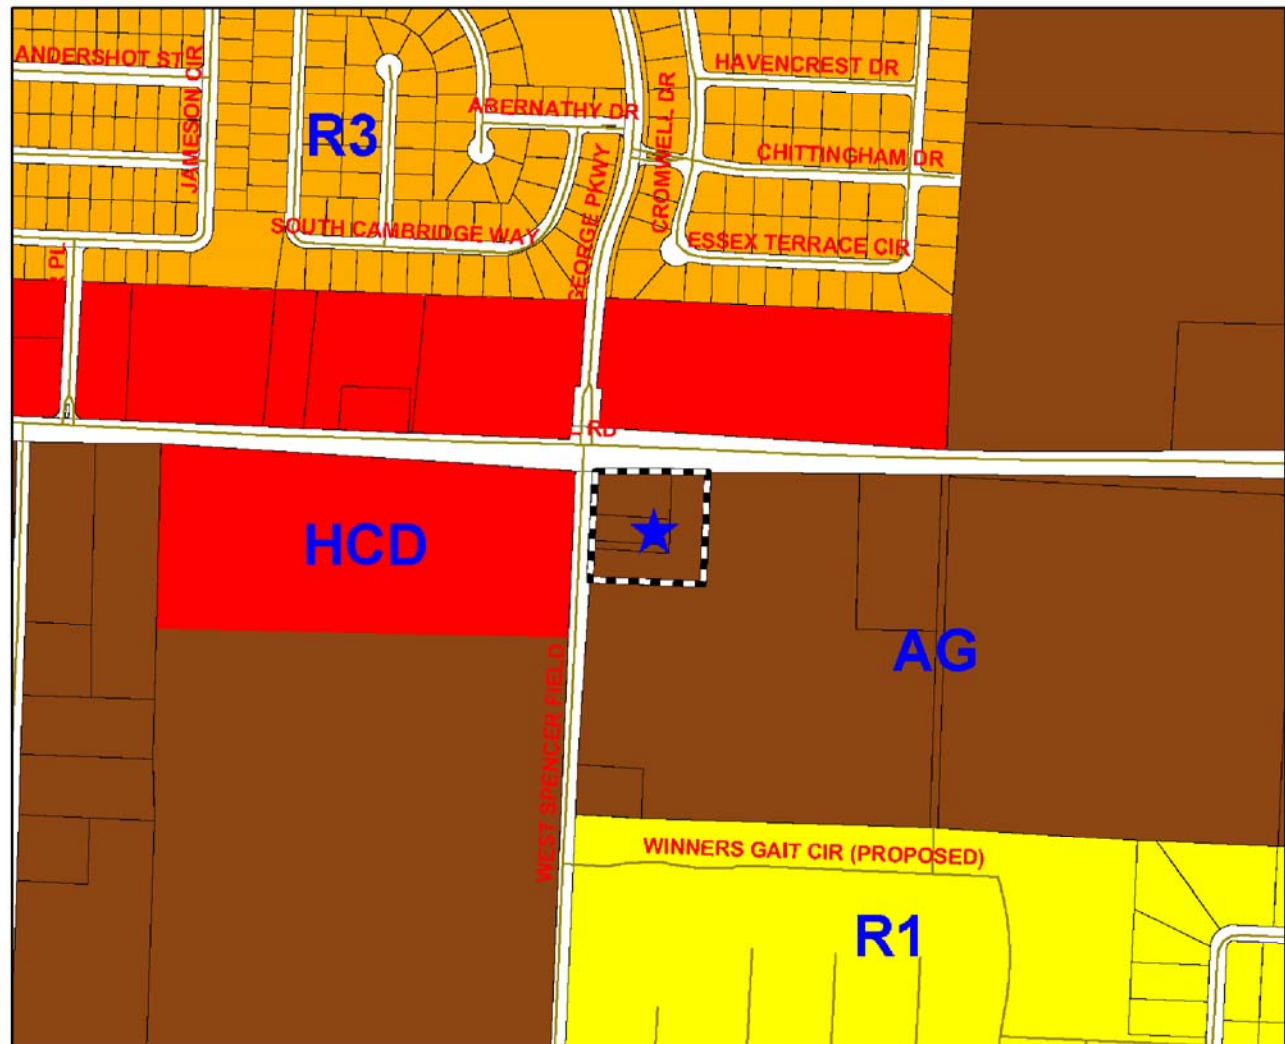 ANDERSHOT ST
JAMESON CIR
R3
ABERNATHY DR
HAVENCREST DR
CROMWELL DR
CHITTINGHAM DR
SOUTH CAMBRIDGE WAY
GEORGE PKWY
ESSEX TERRACE CIR
PL
RD
HCD
AG
WEST SPENCER FIELD
WINNERS GAIT CIR (PROPOSED)
R1